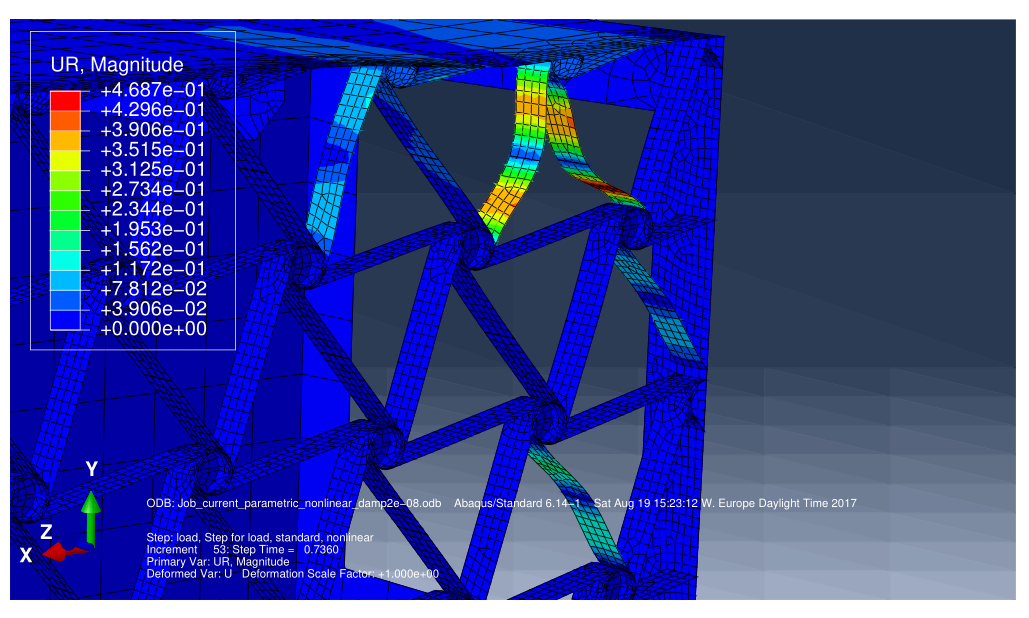 UR, Magnitude
+4.687e−01
+4.296e−01
+3.906e−01
+3.515e−01
+3.125e−01
+2.734e−01
+2.344e−01
+1.953e−01
+1.562e−01
+1.172e−01
+7.812e−02
+3.906e−02
+0.000e+00
Y
Z
X
ODB: Job_current_parametric_nonlinear_damp2e−08.odb Abaqus/Standard 6.14−1 Sat Aug 19 15:23:12 W. Europe Daylight Time 2017
Step: load, Step for load, standard, nonlinear
Increment 53: Step Time = 0.7360
Primary Var: UR, Magnitude
Deformed Var: U Deformation Scale Factor: +1.000e+00